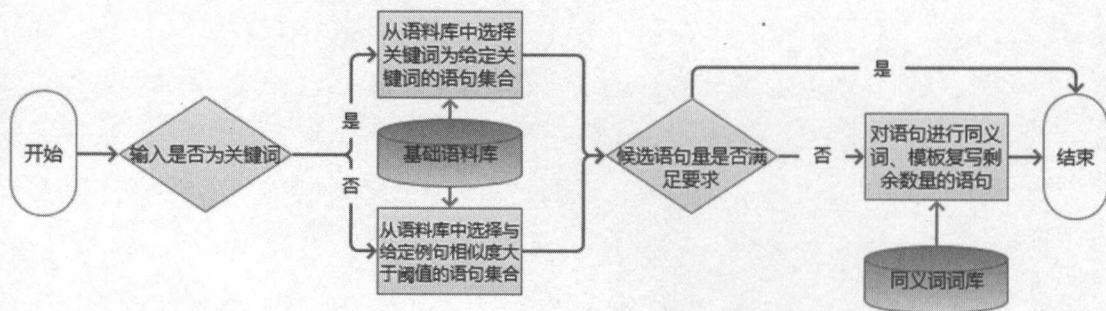 开始
输入是否为关键词
是
否
从语料库中选择
关键词为给定关
键词的语句集合
基础语料库
从语料库中选择与
给定例句相似度大
于阈值的语句集合
候选语句量是否满
足要求
是
否
对语句进行同义
词、模板复写剩
余数量的语句
同义词词库
结束